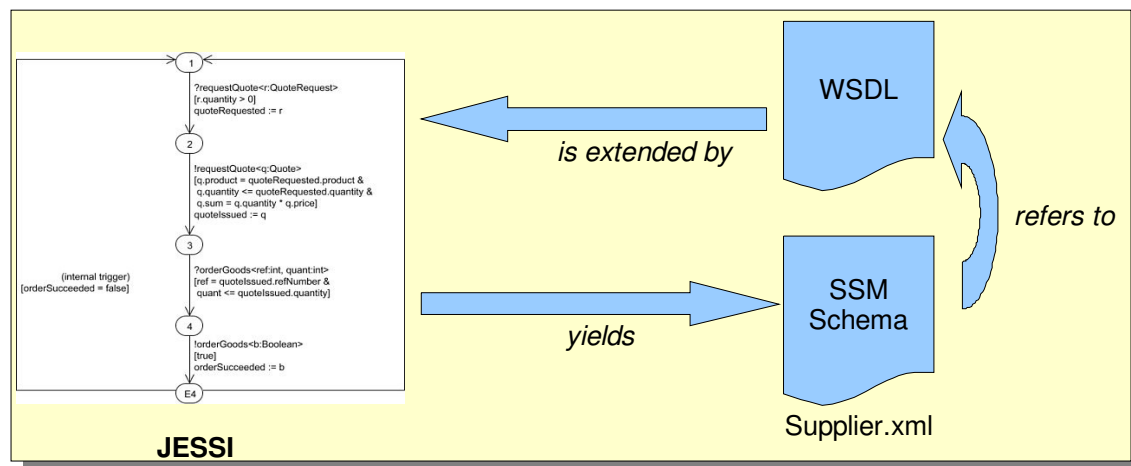 1
?requestQuote<r:QuoteRequest>
[r.quantity > 0]
quoteRequested := r
2
!requestQuote<q:Quote>
[q.product = quoteRequested.product &
q.quantity <= quoteRequested.quantity &
q.sum = q.quantity * q.price]
quoteIssued := q
3
(internal trigger)
[orderSucceeded = false]
?orderGoods<ref:int, quant:int>
[ref = quoteIssued.refNumber &
quant <= quoteIssued.quantity]
4
!orderGoods<b:Boolean>
[true]
orderSucceeded := b
E4
JESSI
is extended by
WSDL
refers to
yields
SSM
Schema
Supplier.xml